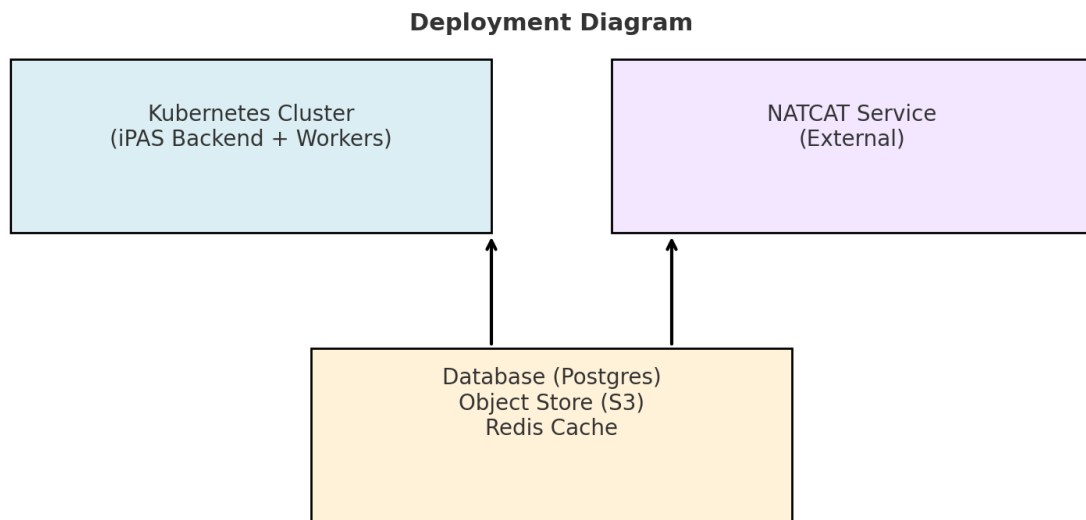 Deployment Diagram
Kubernetes Cluster
(iPAS Backend + Workers)
NATCAT Service
(External)
Database (Postgres)
Object Store (S3)
Redis Cache